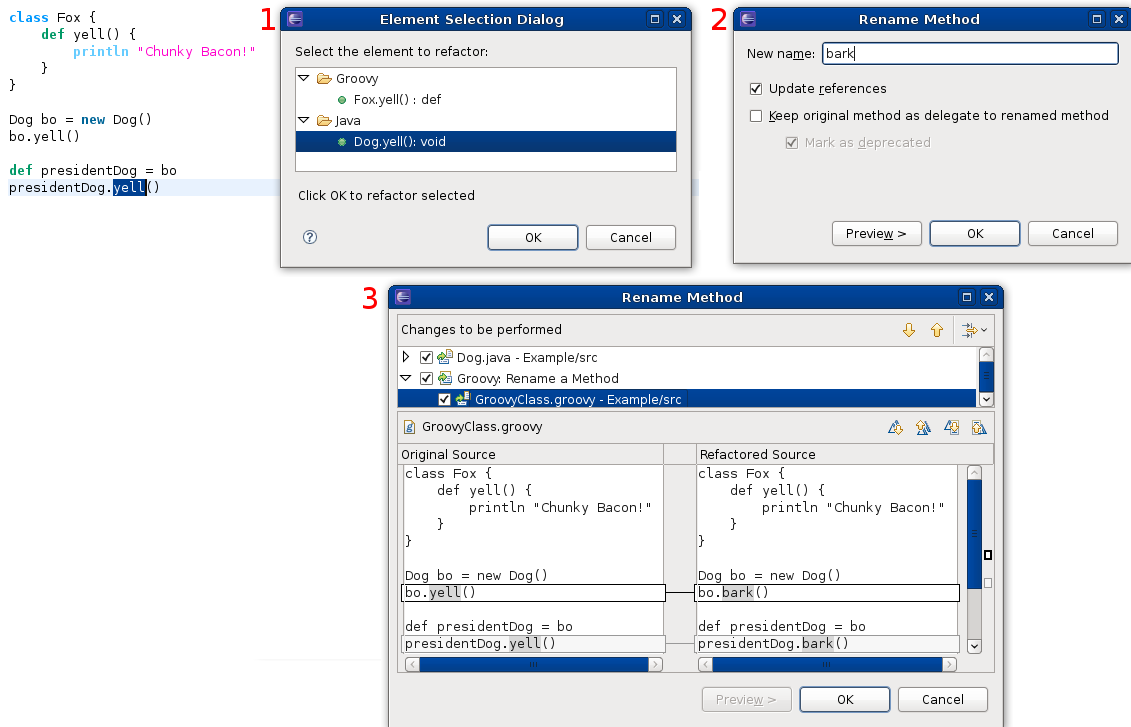 class Fox {
    def yell() {
        println "Chunky Bacon!"
    }
}
Dog bo = new Dog()
bo.yell()
def presidentDog = bo
presidentDog.yell()
1
Element Selection Dialog
Select the element to refactor:
Groovy
Fox.yell() : def
Java
Dog.yell(): void
Click OK to refactor selected
?
OK
Cancel
2
Rename Method
New name: bark
Update references
Keep original method as delegate to renamed method
Mark as deprecated
Preview >
OK
Cancel
3
Rename Method
Changes to be performed
Dog.java - Example/src
Groovy: Rename a Method
GroovyClass.groovy - Example/src
GroovyClass.groovy
Original Source
class Fox {
    def yell() {
        println "Chunky Bacon!"
    }
}
Dog bo = new Dog()
bo.yell()
def presidentDog = bo
presidentDog.yell()
Refactored Source
class Fox {
    def yell() {
        println "Chunky Bacon!"
    }
}
Dog bo = new Dog()
bo.bark()
def presidentDog = bo
presidentDog.bark()
Preview >
OK
Cancel